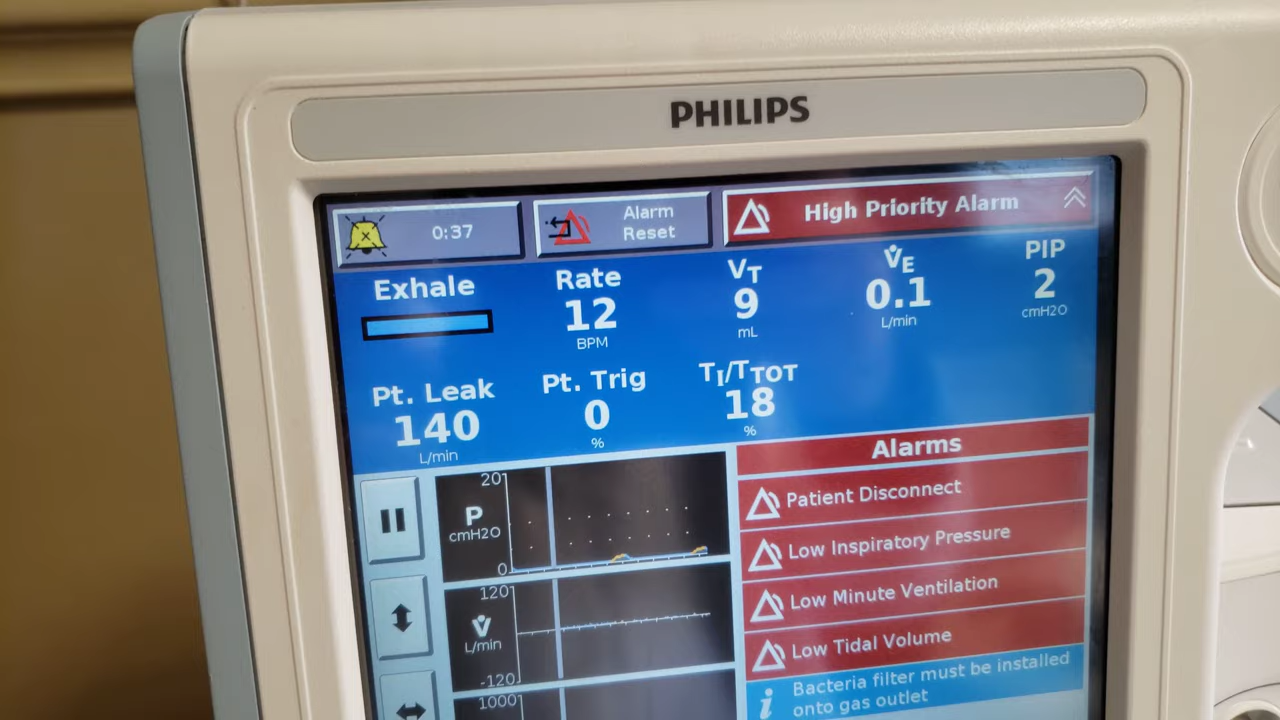 PHILIPS
0:37
Alarm
Reset
High Priority Alarm
Exhale
Rate
12
BPM
VT
9
mL
V̇E
0.1
L/min
PIP
2
cmH2O
Pt. Leak
140
L/min
Pt. Trig
0
%
TI/TTOT
18
%
Alarms
Patient Disconnect
Low Inspiratory Pressure
Low Minute Ventilation
Low Tidal Volume
Bacteria filter must be installed
onto gas outlet
20
P
cmH2O
0
120
V̇
L/min
-120
1000